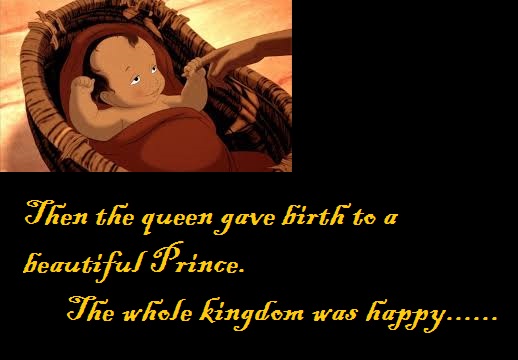 Then the queen gave birth to a
beautiful Prince.
The whole kingdom was happy......